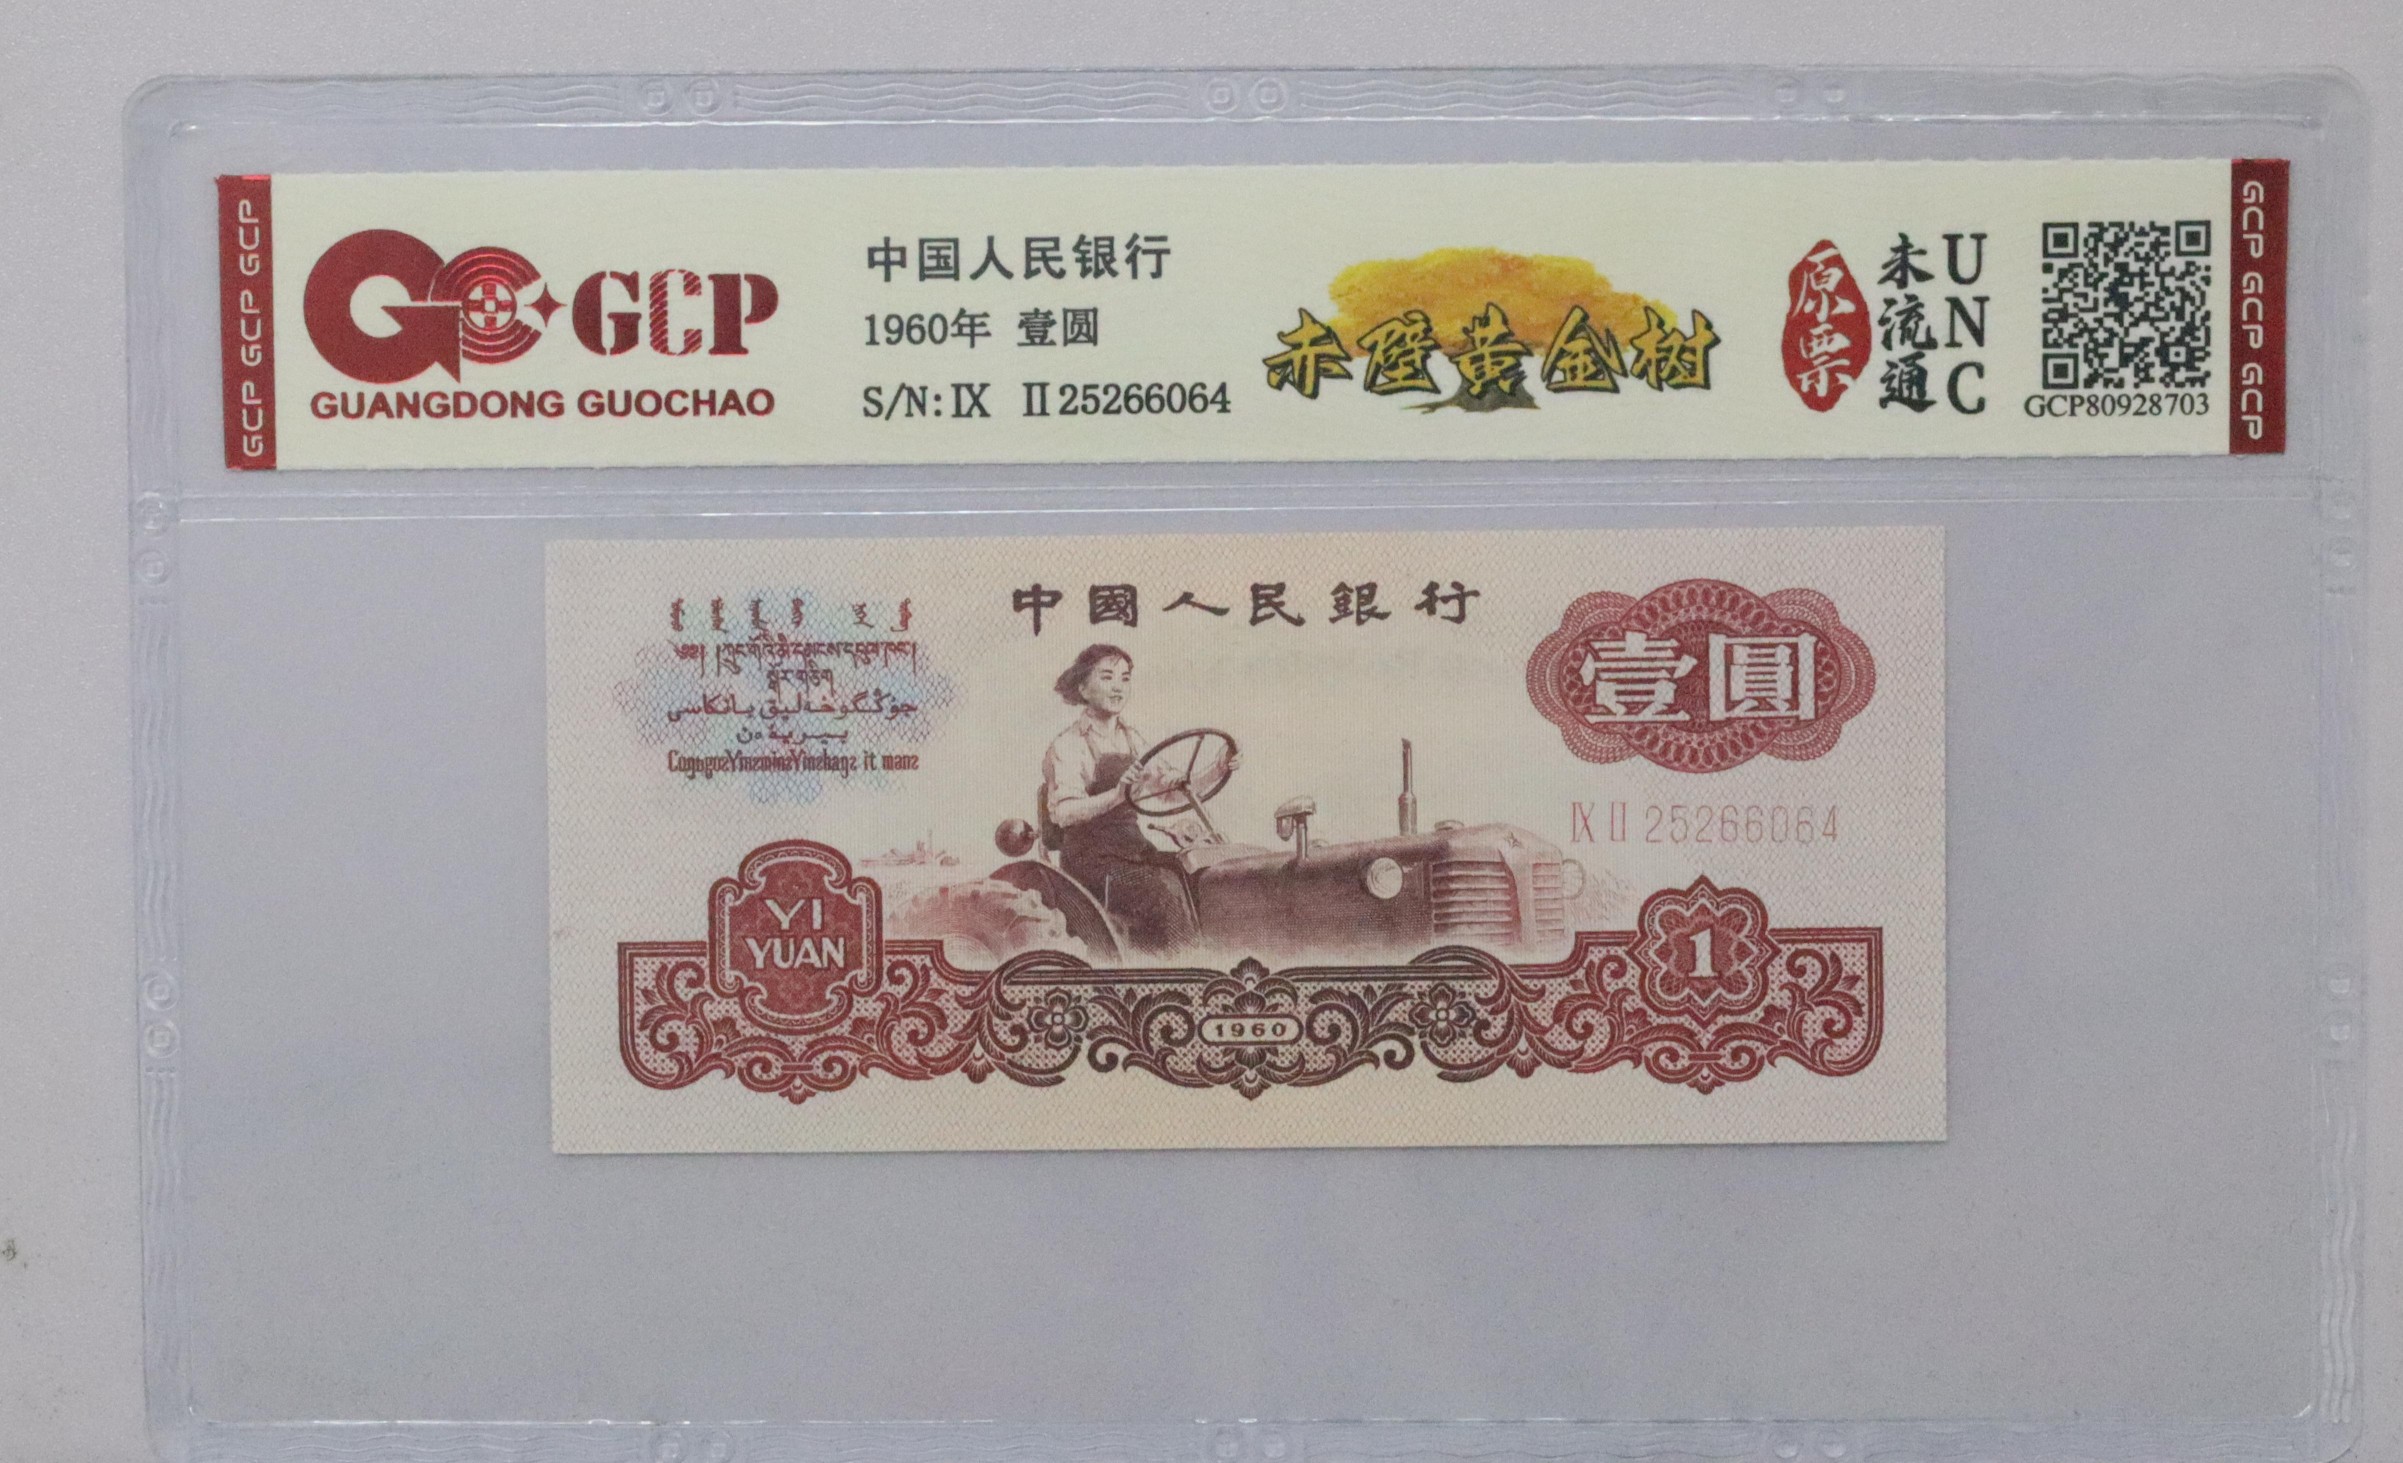 GCP GCP GCP
GCP
GUANGDONG GUOCHAO
中国人民银行
1960年 壹圆
S/N:IX II 25266064
赤壁黄金树
原票
未流通
UNC
GCP80928703
GCP GCP GCP
中國人民銀行
壹圓
IX II 25266064
YI
YUAN
1960
1